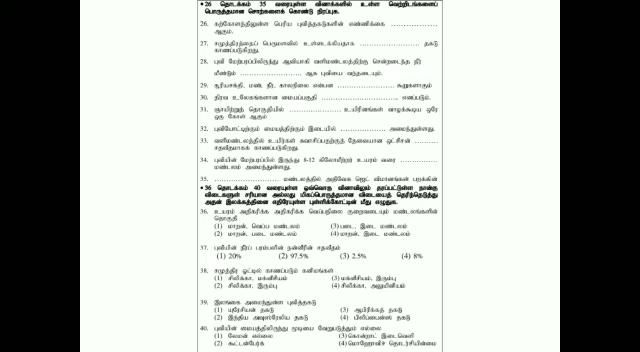 • 26 தொடக்கம் 35 வரையுள்ள வினாக்களில் உள்ள வெற்றிடங்களைப்
பொருத்தமான சொற்களைக் கொண்டு நிரப்புக.
26. கற்கோளத்திலுள்ள பெரிய புவித்தகடுகளின் எண்ணிக்கை ....................
ஆகும்.
27. சமுத்திரத்தைப் பெருமளவில் உள்ளடக்கியதாக .................... தகடு
காணப்படுகிறது.
28. புவி மேற்பரப்பிலிருந்து ஆவியாகி வளிமண்டலத்திற்கு சென்றடைந்த நீர்
மீண்டும் ......................... ஆக புவியை வந்தடையும்.
29. சூரியசக்தி, மண், நீர், காலநிலை என்பன .................... கூறுகளாகும்
30. திரவ உலோகங்களான மையப்பகுதி ......................... எனப்படும்.
31. ஞாயிற்றுத் தொகுதியில் .................... உயிரினங்கள் வாழக்கூடிய ஒரே
ஒரு கோள் ஆகும்
32. புவியோட்டிற்கும் மையத்திற்கும் இடையில் .................... அமைந்துள்ளது.
33. வளிமண்டலத்தில் உயிர்கள் சுவாசிப்பதற்குத் தேவையான ஒட்சிசன் ..........
சதவீதமாகக் காணப்படுகிறது.
34. புவியின் மேற்பரப்பில் இருந்து 8-12 கிலோமீற்றர் உயரம் வரை ..........
மண்டலம் அமைந்துள்ளது.
35. .............................. மண்டலத்தில் அதிவேக ஜெட் விமானங்கள் பறக்கின்
• 36 தொடக்கம் 40 வரையுள்ள ஒவ்வொரு வினாவிலும் தரப்பட்டுள்ள நான்கு
விடைகளுள் சரியான அல்லது மிகப்பொருத்தமான விடையைத் தெரிந்தெடுத்து
அதன் இலக்கத்தினை எதிரேயுள்ள புள்ளிக்கோட்டின் மீது எழுதுக.
36. உயரம் அதிகரிக்க அதிகரிக்க வெப்பநிலை குறைவடையும் மண்டலங்களின்
தொகுதி
(1) மாறன், வெப்ப மண்டலம் (3) படை, இடை மண்டலம்
(2) மாறன், படை மண்டலம் (4) மாறன், இடை மண்டலம்
37. புவியின் நீர்ப் பரம்பலின் நன்னீரின் சதவீதம்
(1) 20% (2) 97.5% (3) 2.5% (4) 8%
38. சமுத்திர ஓட்டில் காணப்படும் கனிமங்கள்
(1) சிலிக்கா, மக்னீசியம் (3) மக்னீசியம், இரும்பு
(2) சிலிக்கா, இரும்பு (4) சிலிக்கா, அலுமினியம்
39. இலங்கை அமைந்துள்ள புவித்தகடு
(1) யுரேசியன் தகடு (3) ஆபிரிக்கத் தகடு
(2) இந்திய அவுஸ்ரேலிய தகடு (4) பிலிப்பைன்ஸ் தகடு
40. புவியின் மையத்திலிருந்து மூடியை வேறுபடுத்தும் எல்லை
(1) லேமன் எல்லை (3) கொன்றாட் இடைவெளி
(2) கூட்டன்பேர்க் (4) மொஹோவிச் தொடர்சியின்மை